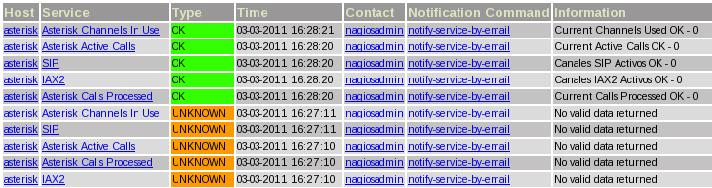 Host Service Type Time Contact Notification Command Information
asterisk Asterisk Channels In Use OK 03-03-2011 16:28:21 nagiosadmin notify-service-by-email Current Channels Used OK - 0
asterisk Asterisk Active Calls OK 03-03-2011 16:28:20 nagiosadmin notify-service-by-email Current Active Calls OK - 0
asterisk SIP OK 03-03-2011 16:28:20 nagiosadmin notify-service-by-email Canales SIP Activos OK - 0
asterisk IAX2 OK 03-03-2011 16:28:20 nagiosadmin notify-service-by-email Canales IAX2 Activos OK - 0
asterisk Asterisk Calls Processed OK 03-03-2011 16:28:20 nagiosadmin notify-service-by-email Current Calls Processed OK - 0
asterisk Asterisk Channels In Use UNKNOWN 03-03-2011 16:27:11 nagiosadmin notify-service-by-email No valid data returned
asterisk SIP UNKNOWN 03-03-2011 16:27:11 nagiosadmin notify-service-by-email No valid data returned
asterisk Asterisk Active Calls UNKNOWN 03-03-2011 16:27:10 nagiosadmin notify-service-by-email No valid data returned
asterisk Asterisk Calls Processed UNKNOWN 03-03-2011 16:27:10 nagiosadmin notify-service-by-email No valid data returned
asterisk IAX2 UNKNOWN 03-03-2011 16:27:10 nagiosadmin notify-service-by-email No valid data returned